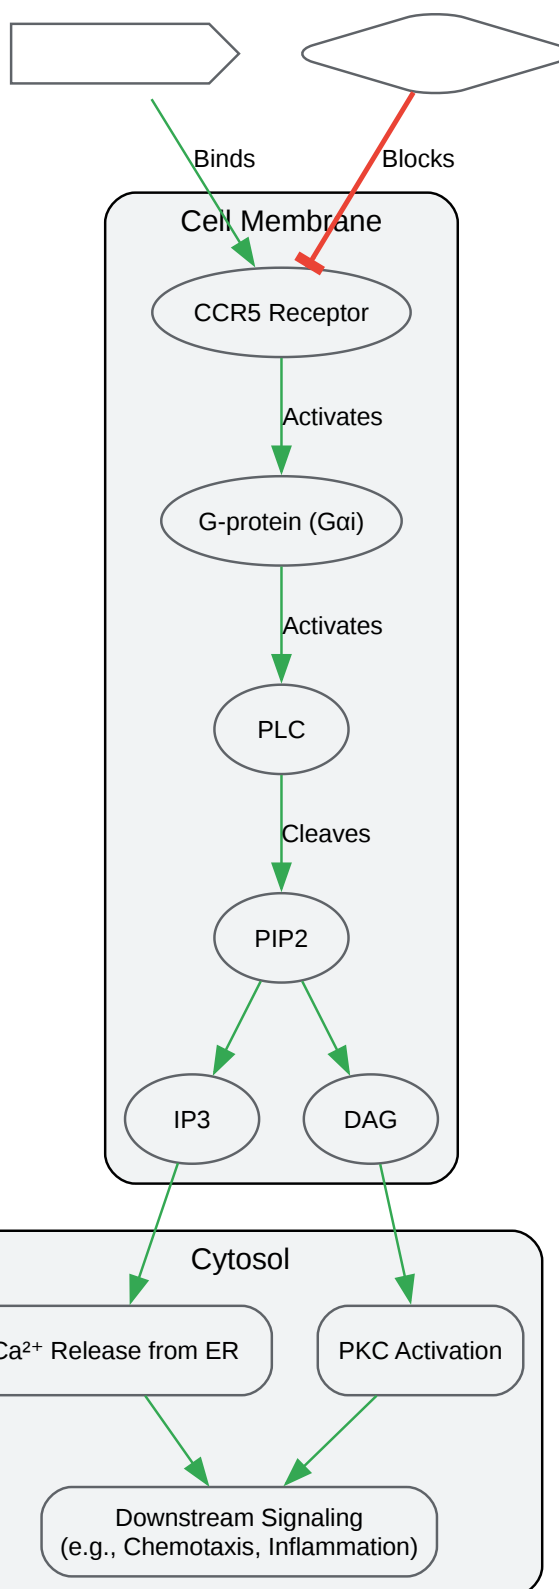 Binds
Blocks
Cell Membrane
CCR5 Receptor
Activates
G-protein (Gαi)
Activates
PLC
Cleaves
PIP2
IP3
DAG
Cytosol
Ca²⁺ Release from ER
PKC Activation
Downstream Signaling
(e.g., Chemotaxis, Inflammation)